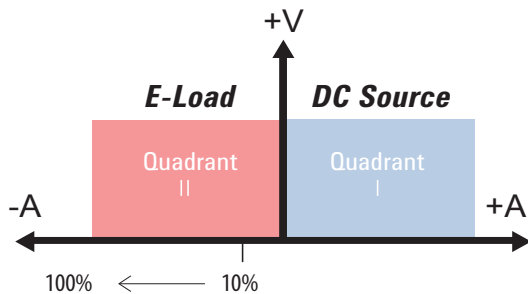 +V
E-Load DC Source
Quadrant Quadrant
II I
-A +A
100% 10%